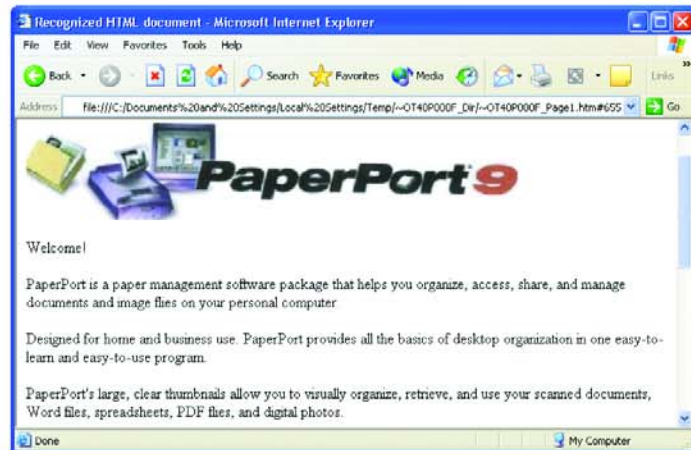 Recognized HTML document - Microsoft Internet Explorer
File Edit View Favorites Tools Help
Back Search Favorites Media Links
Address file:///C:/Documents%20and%20Settings/Local%20Settings/Temp/~OT40P000F_Dir/~OT40P000F_Page1.htm#655 Go
PaperPort 9
Welcome!
PaperPort is a paper management software package that helps you organize, access, share, and manage
documents and image flies on your personal computer
Designed for home and business use. PaperPort provides all the basics of desktop organization in one easy-to-
learn and easy-to-use program.
PaperPort's large, clear thumbnails allow you to visually organize, retrieve, and use your scanned documents,
Word files, spreadsheets, PDF flies, and digital photos.
Done My Computer